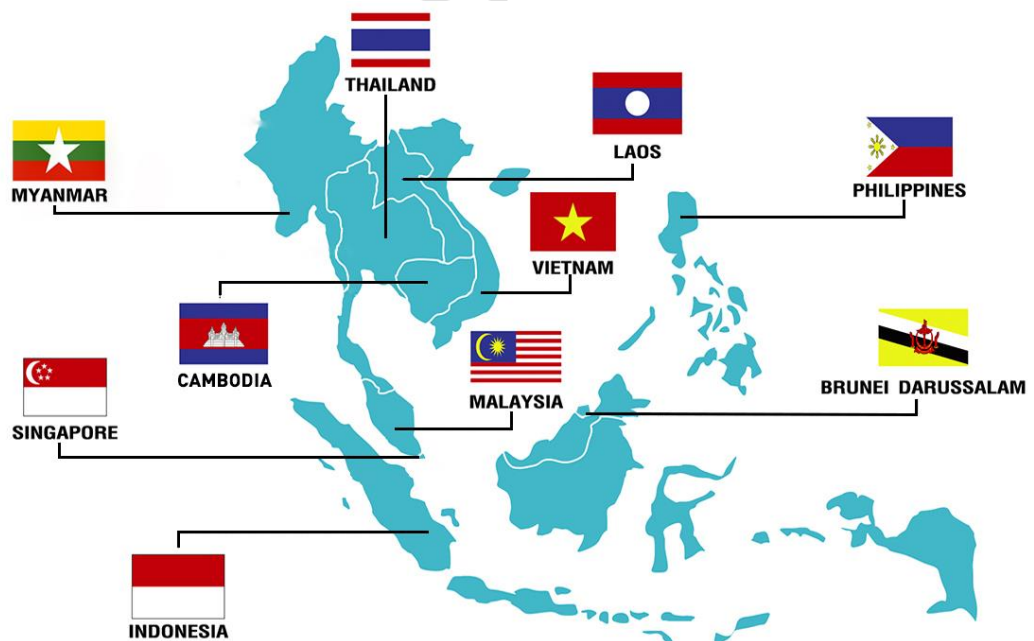 THAILAND
LAOS
MYANMAR
PHILIPPINES
VIETNAM
CAMBODIA
MALAYSIA
BRUNEI DARUSSALAM
SINGAPORE
INDONESIA